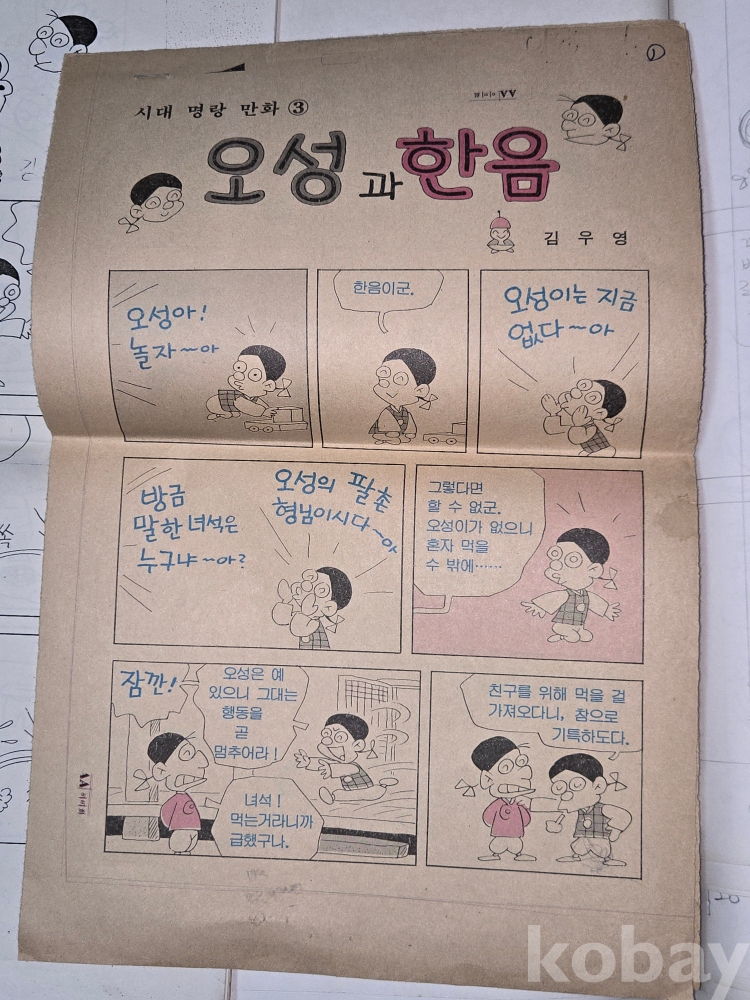 ①
시대 명랑 만화 ③
오성과 한음
김우영
오성아!
놀자~아
한음이군.
오성이는 지금
없다~아
방금
말한 녀석은
누구냐~아?
오성의 팔촌
형님이시다~아
그렇다면
할 수 없군.
오성이가 없으니
혼자 먹을
수 밖에……
잠깐!
오성은 예
있으니 그대는
행동을
곧
멈추어라!
녀석!
먹는거라니까
급했구나.
친구를 위해 먹을 걸
가져오다니, 참으로
기특하도다.
kobay